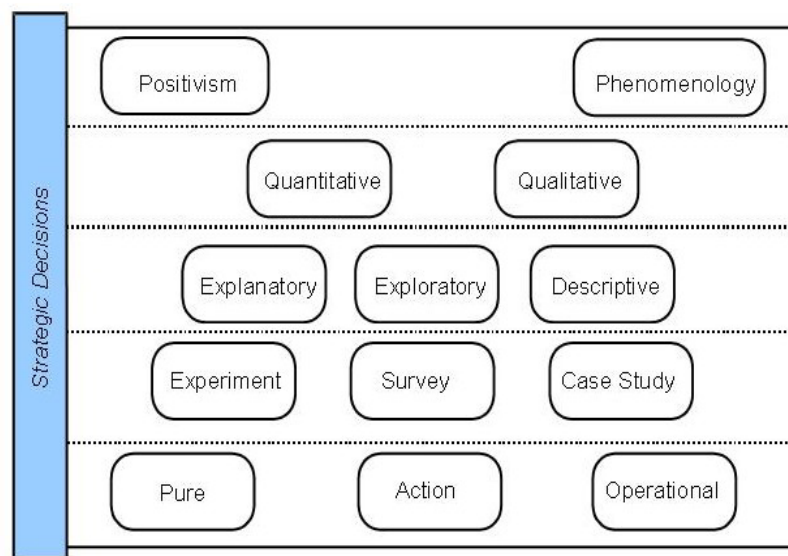 Strategic Decisions
Positivism
Phenomenology
Quantitative
Qualitative
Explanatory
Exploratory
Descriptive
Experiment
Survey
Case Study
Pure
Action
Operational